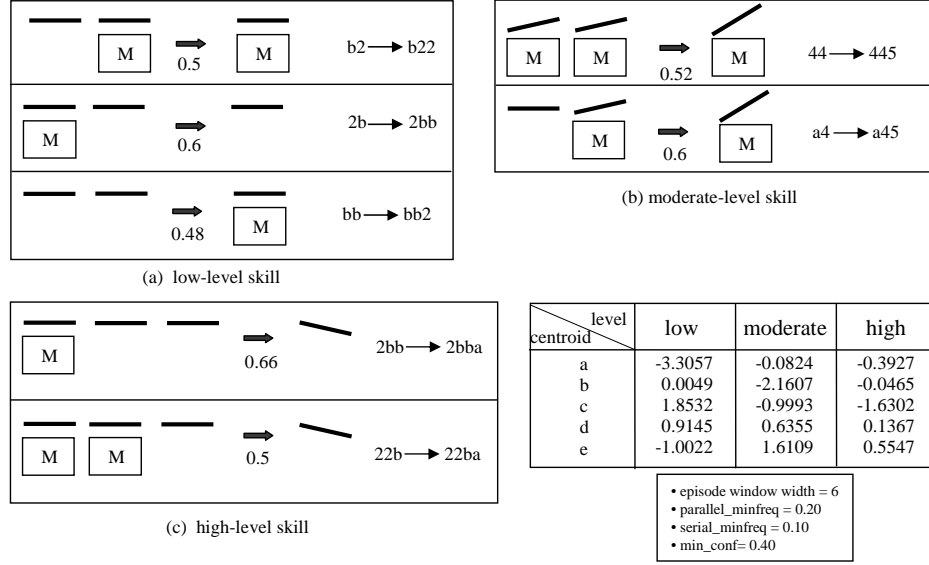 M M b2 → b22
0.5
M 2b → 2bb
0.6
M bb → bb2
0.48
(a) low-level skill
M M M 44 → 445
0.52
M M a4 → a45
0.6
(b) moderate-level skill
M 2bb → 2bba
0.66
M M 22b → 22ba
0.5
(c) high-level skill
level
centroid low moderate high
a -3.3057 -0.0824 -0.3927
b 0.0049 -2.1607 -0.0465
c 1.8532 -0.9993 -1.6302
d 0.9145 0.6355 0.1367
e -1.0022 1.6109 0.5547
• episode window width = 6
• parallel_minfreq = 0.20
• serial_minfreq = 0.10
• min_conf= 0.40